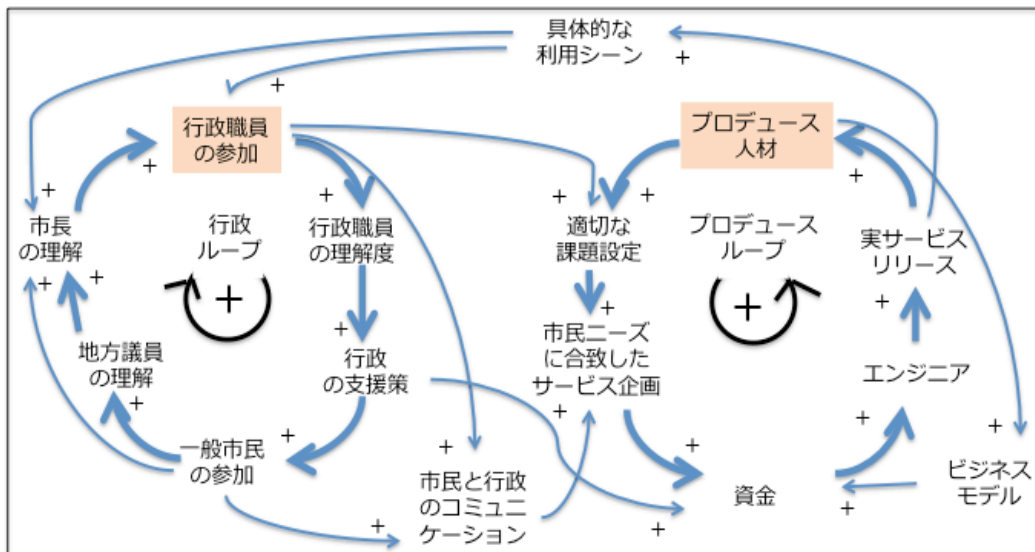 具体的な
利用シーン
行政職員
の参加
プロデュース
人材
市長
の理解
行政
ループ
行政職員
の理解度
適切な
課題設定
プロデュース
ループ
実サービス
リリース
地方議員
の理解
行政
の支援策
市民ニーズ
に合致した
サービス企画
エンジニア
一般市民
の参加
市民と行政
のコミュニ
ケーション
資金
ビジネス
モデル